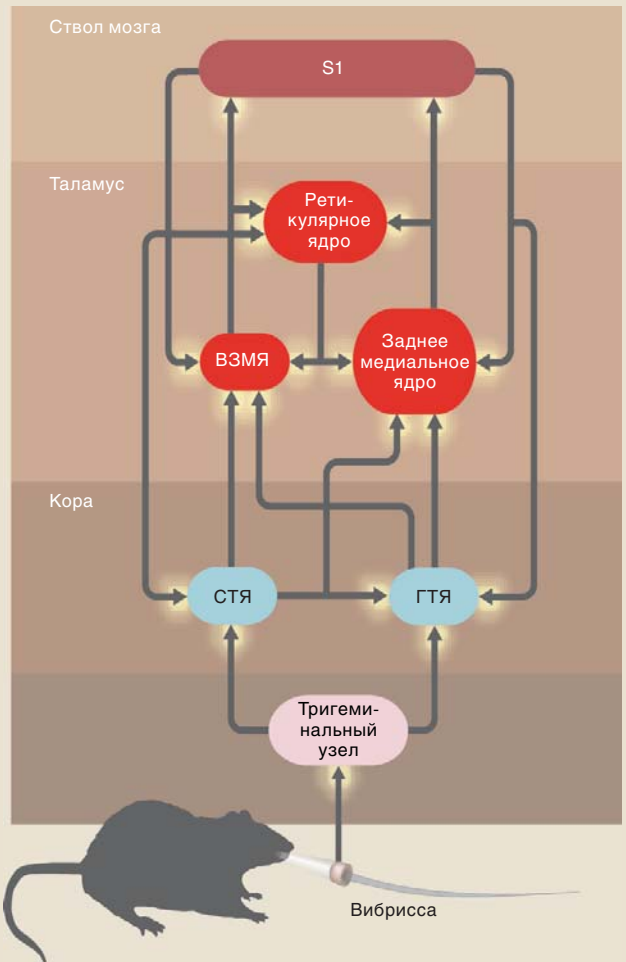 Ствол мозга
S1
Таламус
Рети-
кулярное
ядро
ВЗМЯ
Заднее
медиальное
ядро
Кора
СТЯ
ГТЯ
Тригеми-
нальный
узел
Вибрисса